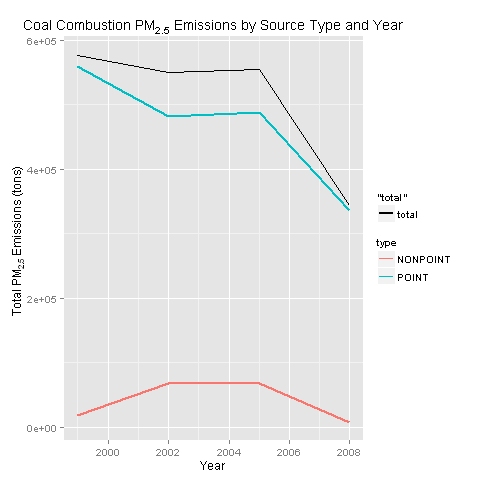 Coal Combustion PM2.5 Emissions by Source Type and Year
6e+05
4e+05
2e+05
0e+00
Total PM2.5 Emissions (tons)
2000 2002 2004 2006 2008
Year
"total"
total
type
NONPOINT
POINT